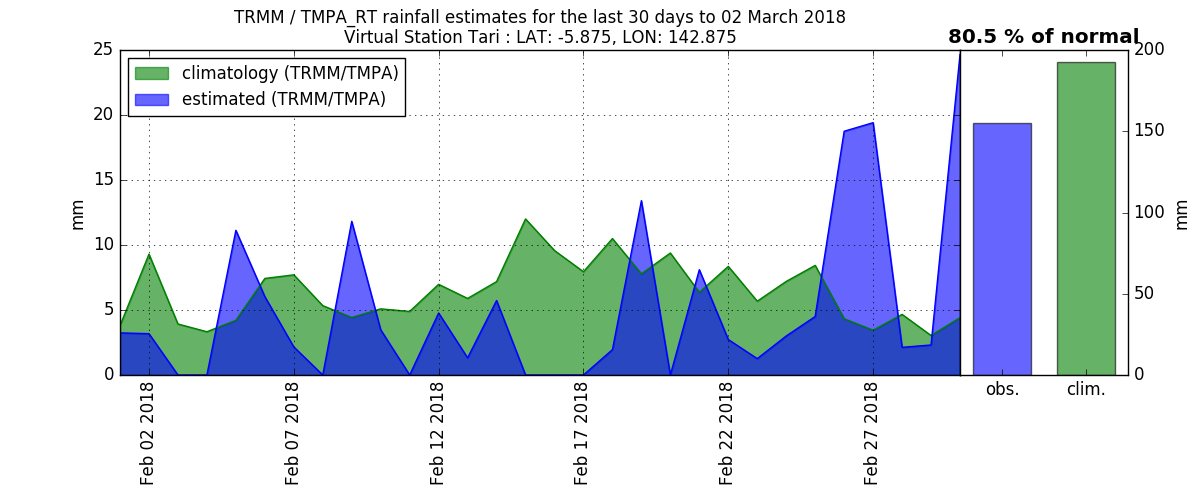 TRMM / TMPA_RT rainfall estimates for the last 30 days to 02 March 2018
Virtual Station Tari : LAT: -5.875, LON: 142.875
80.5 % of normal
climatology (TRMM/TMPA)
estimated (TRMM/TMPA)
25
20
15
10
5
0
mm
Feb 02 2018
Feb 07 2018
Feb 12 2018
Feb 17 2018
Feb 22 2018
Feb 27 2018
200
150
100
50
0
mm
obs.
clim.